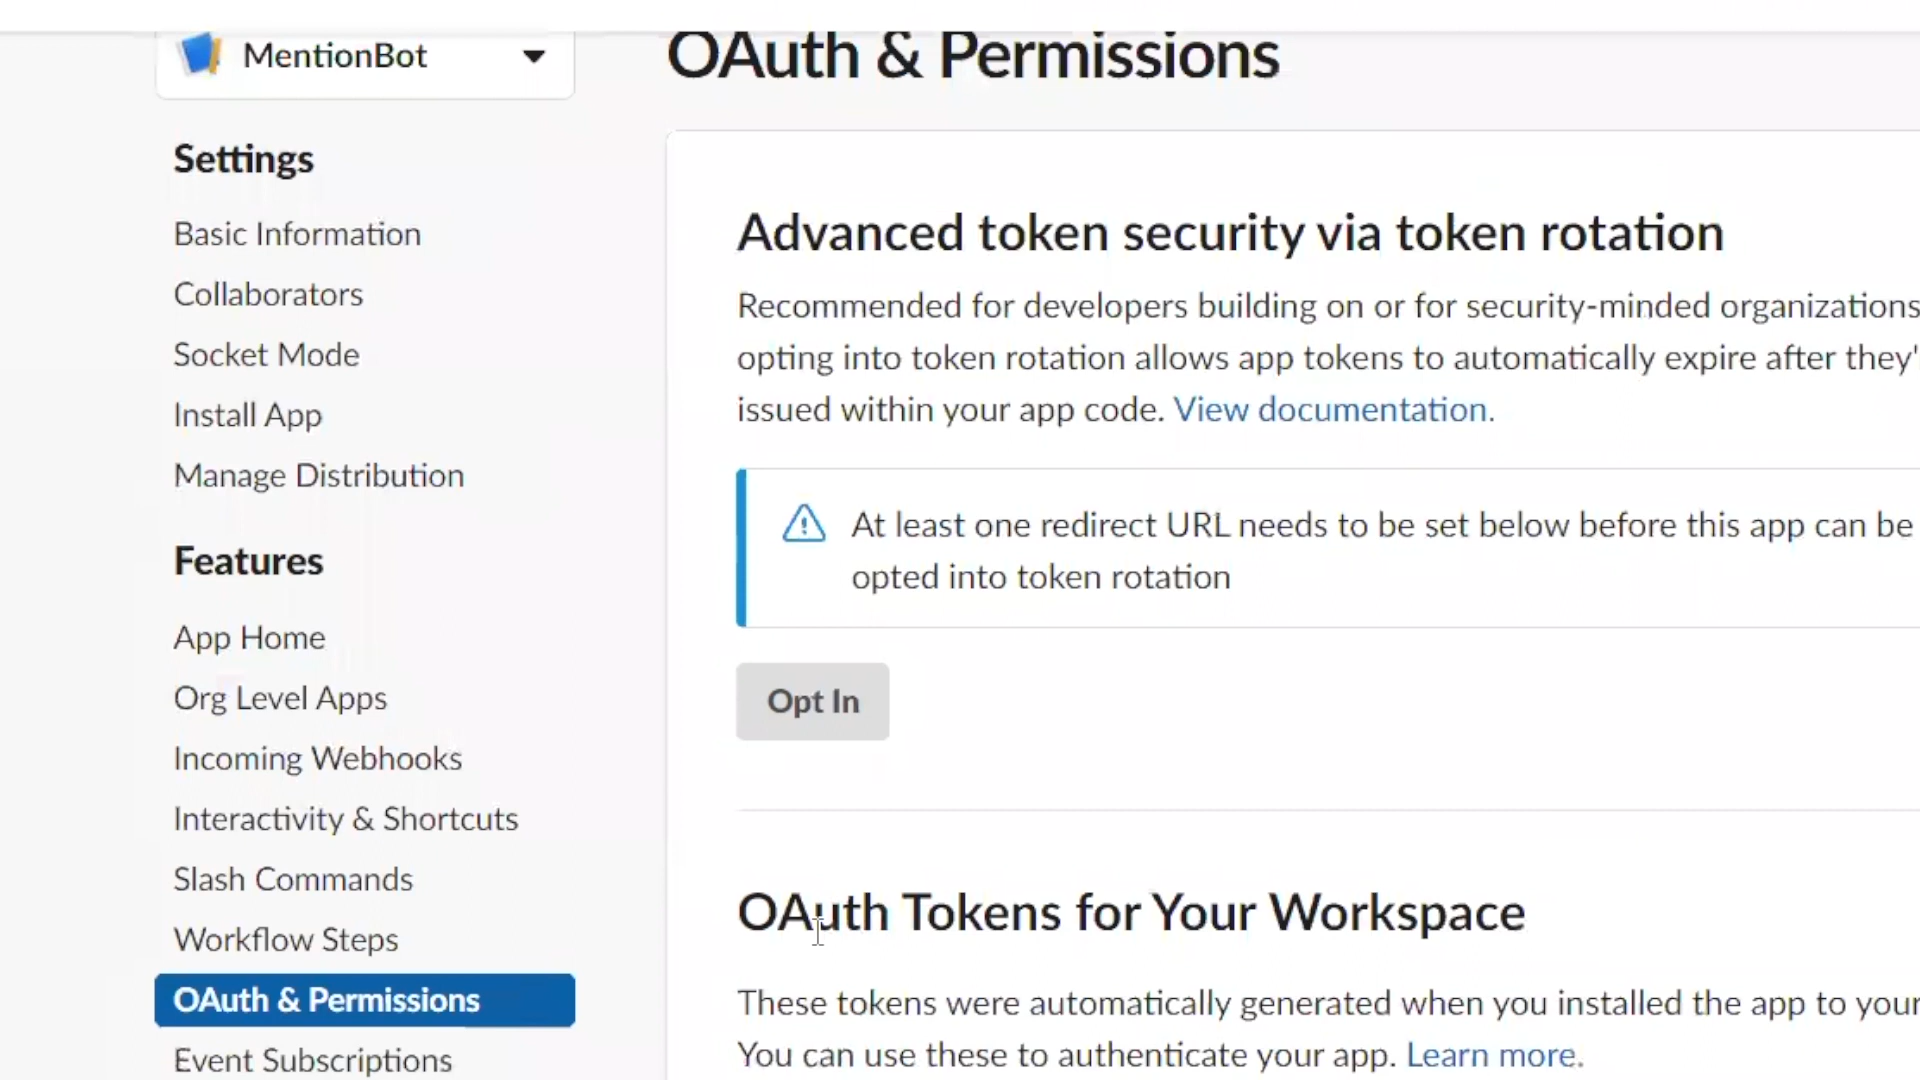 MentionBot
OAuth & Permissions
Settings
Basic Information
Collaborators
Socket Mode
Install App
Manage Distribution
Features
App Home
Org Level Apps
Incoming Webhooks
Interactivity & Shortcuts
Slash Commands
Workflow Steps
OAuth & Permissions
Event Subscriptions
Advanced token security via token rotation
Recommended for developers building on or for security-minded organizations
opting into token rotation allows app tokens to automatically expire after they'
issued within your app code. View documentation.
At least one redirect URL needs to be set below before this app can be
opted into token rotation
Opt In
OAuth Tokens for Your Workspace
These tokens were automatically generated when you installed the app to your
You can use these to authenticate your app. Learn more.